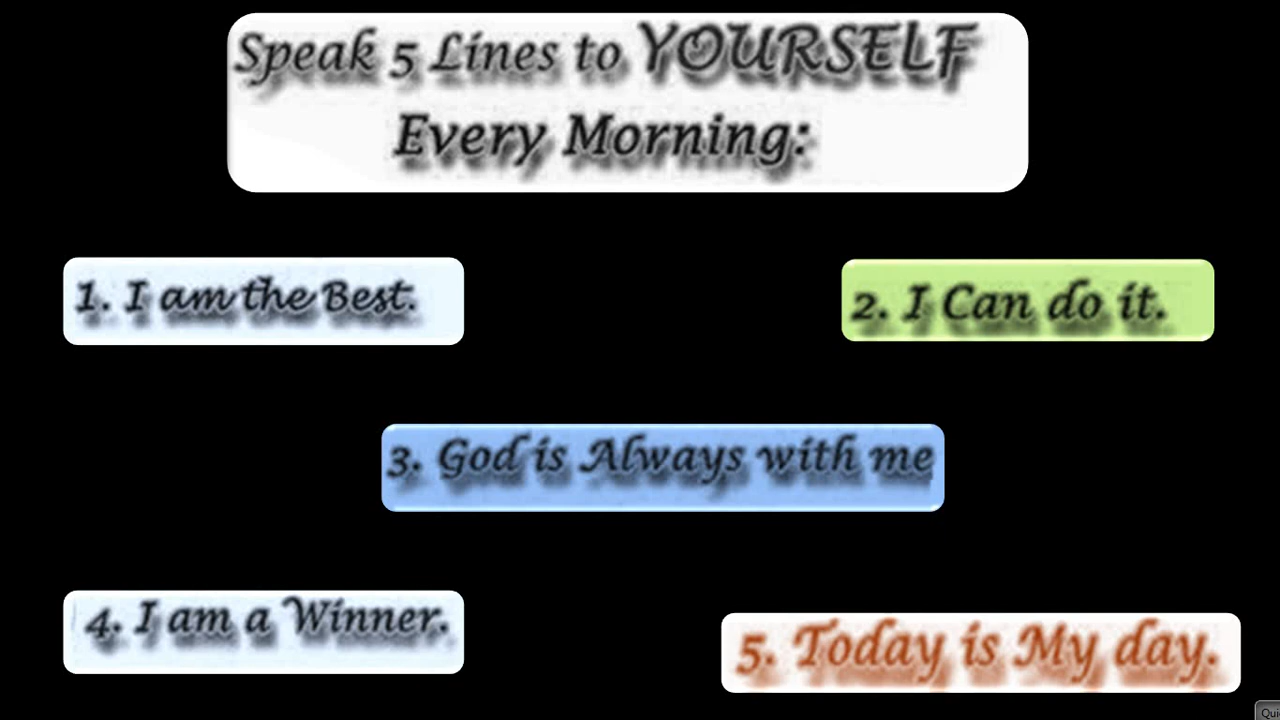 Speak 5 Lines to YOURSELF
Every Morning:
1. I am the Best.
2. I Can do it.
3. God is Always with me
4. I am a Winner.
5. Today is My day.